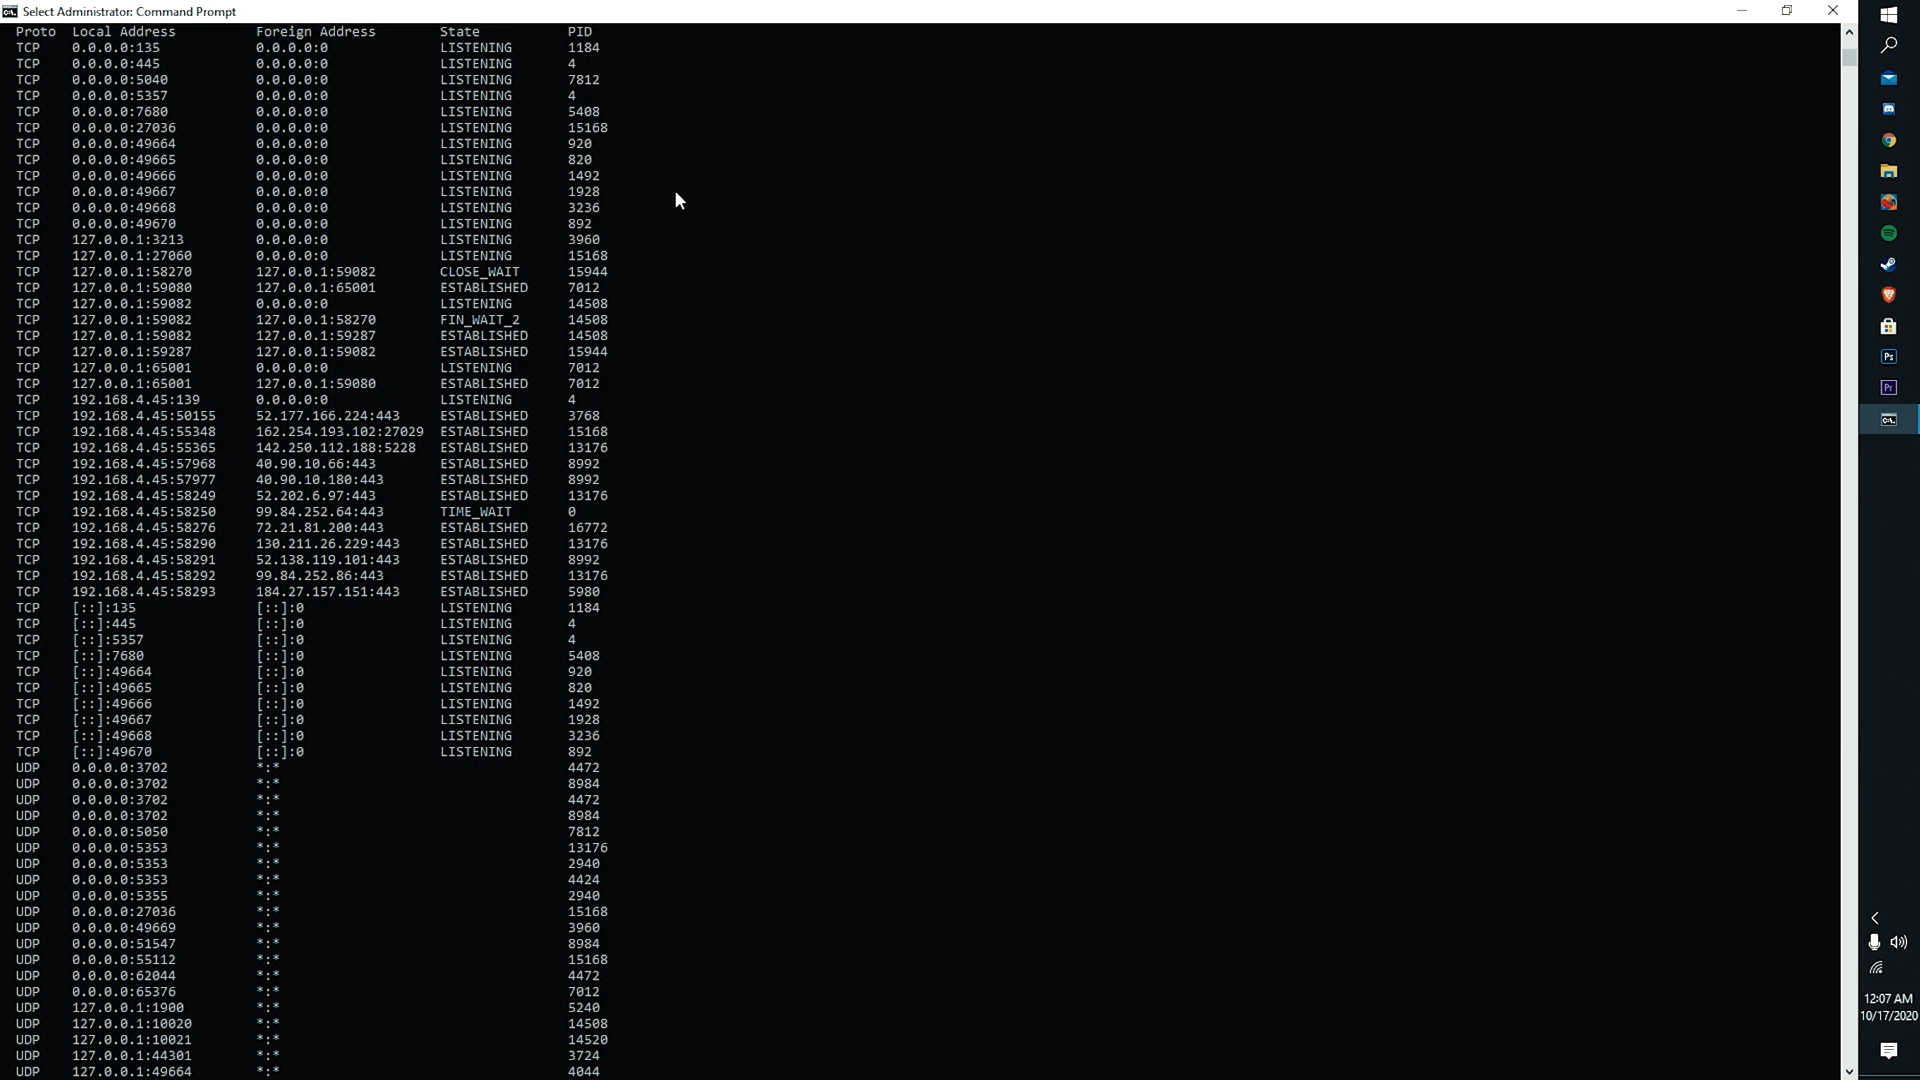 Select Administrator: Command Prompt
Proto Local Address Foreign Address State PID
TCP 0.0.0.0:135 0.0.0.0:0 LISTENING 1184
TCP 0.0.0.0:445 0.0.0.0:0 LISTENING 4
TCP 0.0.0.0:5040 0.0.0.0:0 LISTENING 7812
TCP 0.0.0.0:5357 0.0.0.0:0 LISTENING 4
TCP 0.0.0.0:7680 0.0.0.0:0 LISTENING 5408
TCP 0.0.0.0:27036 0.0.0.0:0 LISTENING 15168
TCP 0.0.0.0:49664 0.0.0.0:0 LISTENING 920
TCP 0.0.0.0:49665 0.0.0.0:0 LISTENING 820
TCP 0.0.0.0:49666 0.0.0.0:0 LISTENING 1492
TCP 0.0.0.0:49667 0.0.0.0:0 LISTENING 1928
TCP 0.0.0.0:49668 0.0.0.0:0 LISTENING 3236
TCP 0.0.0.0:49670 0.0.0.0:0 LISTENING 892
TCP 127.0.0.1:3213 0.0.0.0:0 LISTENING 3960
TCP 127.0.0.1:27060 0.0.0.0:0 LISTENING 15168
TCP 127.0.0.1:58270 127.0.0.1:59082 CLOSE_WAIT 15944
TCP 127.0.0.1:59080 127.0.0.1:65001 ESTABLISHED 7012
TCP 127.0.0.1:59082 0.0.0.0:0 LISTENING 14508
TCP 127.0.0.1:59082 127.0.0.1:58270 FIN_WAIT_2 14508
TCP 127.0.0.1:59082 127.0.0.1:59287 ESTABLISHED 14508
TCP 127.0.0.1:59287 127.0.0.1:59082 ESTABLISHED 15944
TCP 127.0.0.1:65001 0.0.0.0:0 LISTENING 7012
TCP 127.0.0.1:65001 127.0.0.1:59080 ESTABLISHED 7012
TCP 192.168.4.45:139 0.0.0.0:0 LISTENING 4
TCP 192.168.4.45:50155 52.177.166.224:443 ESTABLISHED 3768
TCP 192.168.4.45:55348 162.254.193.102:27029 ESTABLISHED 15168
TCP 192.168.4.45:55365 142.250.112.188:5228 ESTABLISHED 13176
TCP 192.168.4.45:57968 40.90.10.66:443 ESTABLISHED 8992
TCP 192.168.4.45:57977 40.90.10.180:443 ESTABLISHED 8992
TCP 192.168.4.45:58249 52.202.6.97:443 ESTABLISHED 13176
TCP 192.168.4.45:58250 99.84.252.64:443 TIME_WAIT 0
TCP 192.168.4.45:58276 72.21.81.200:443 ESTABLISHED 16772
TCP 192.168.4.45:58290 130.211.26.229:443 ESTABLISHED 13176
TCP 192.168.4.45:58291 52.138.119.101:443 ESTABLISHED 8992
TCP 192.168.4.45:58292 99.84.252.86:443 ESTABLISHED 13176
TCP 192.168.4.45:58293 184.27.157.151:443 ESTABLISHED 5980
TCP [::]:135 [::]:0 LISTENING 1184
TCP [::]:445 [::]:0 LISTENING 4
TCP [::]:5357 [::]:0 LISTENING 4
TCP [::]:7680 [::]:0 LISTENING 5408
TCP [::]:49664 [::]:0 LISTENING 920
TCP [::]:49665 [::]:0 LISTENING 820
TCP [::]:49666 [::]:0 LISTENING 1492
TCP [::]:49667 [::]:0 LISTENING 1928
TCP [::]:49668 [::]:0 LISTENING 3236
TCP [::]:49670 [::]:0 LISTENING 892
UDP 0.0.0.0:3702 *:* 4472
UDP 0.0.0.0:3702 *:* 8984
UDP 0.0.0.0:3702 *:* 4472
UDP 0.0.0.0:3702 *:* 8984
UDP 0.0.0.0:5050 *:* 7812
UDP 0.0.0.0:5353 *:* 13176
UDP 0.0.0.0:5353 *:* 2940
UDP 0.0.0.0:5353 *:* 4424
UDP 0.0.0.0:5355 *:* 2940
UDP 0.0.0.0:27036 *:* 15168
UDP 0.0.0.0:49669 *:* 3960
UDP 0.0.0.0:51547 *:* 8984
UDP 0.0.0.0:55112 *:* 15168
UDP 0.0.0.0:62044 *:* 4472
UDP 0.0.0.0:65376 *:* 7012
UDP 127.0.0.1:1900 *:* 5240
UDP 127.0.0.1:10020 *:* 14508
UDP 127.0.0.1:10021 *:* 14520
UDP 127.0.0.1:44301 *:* 3724
UDP 127.0.0.1:49664 *:* 4044
Ps
Pr
C:\.
12:07 AM
10/17/2020